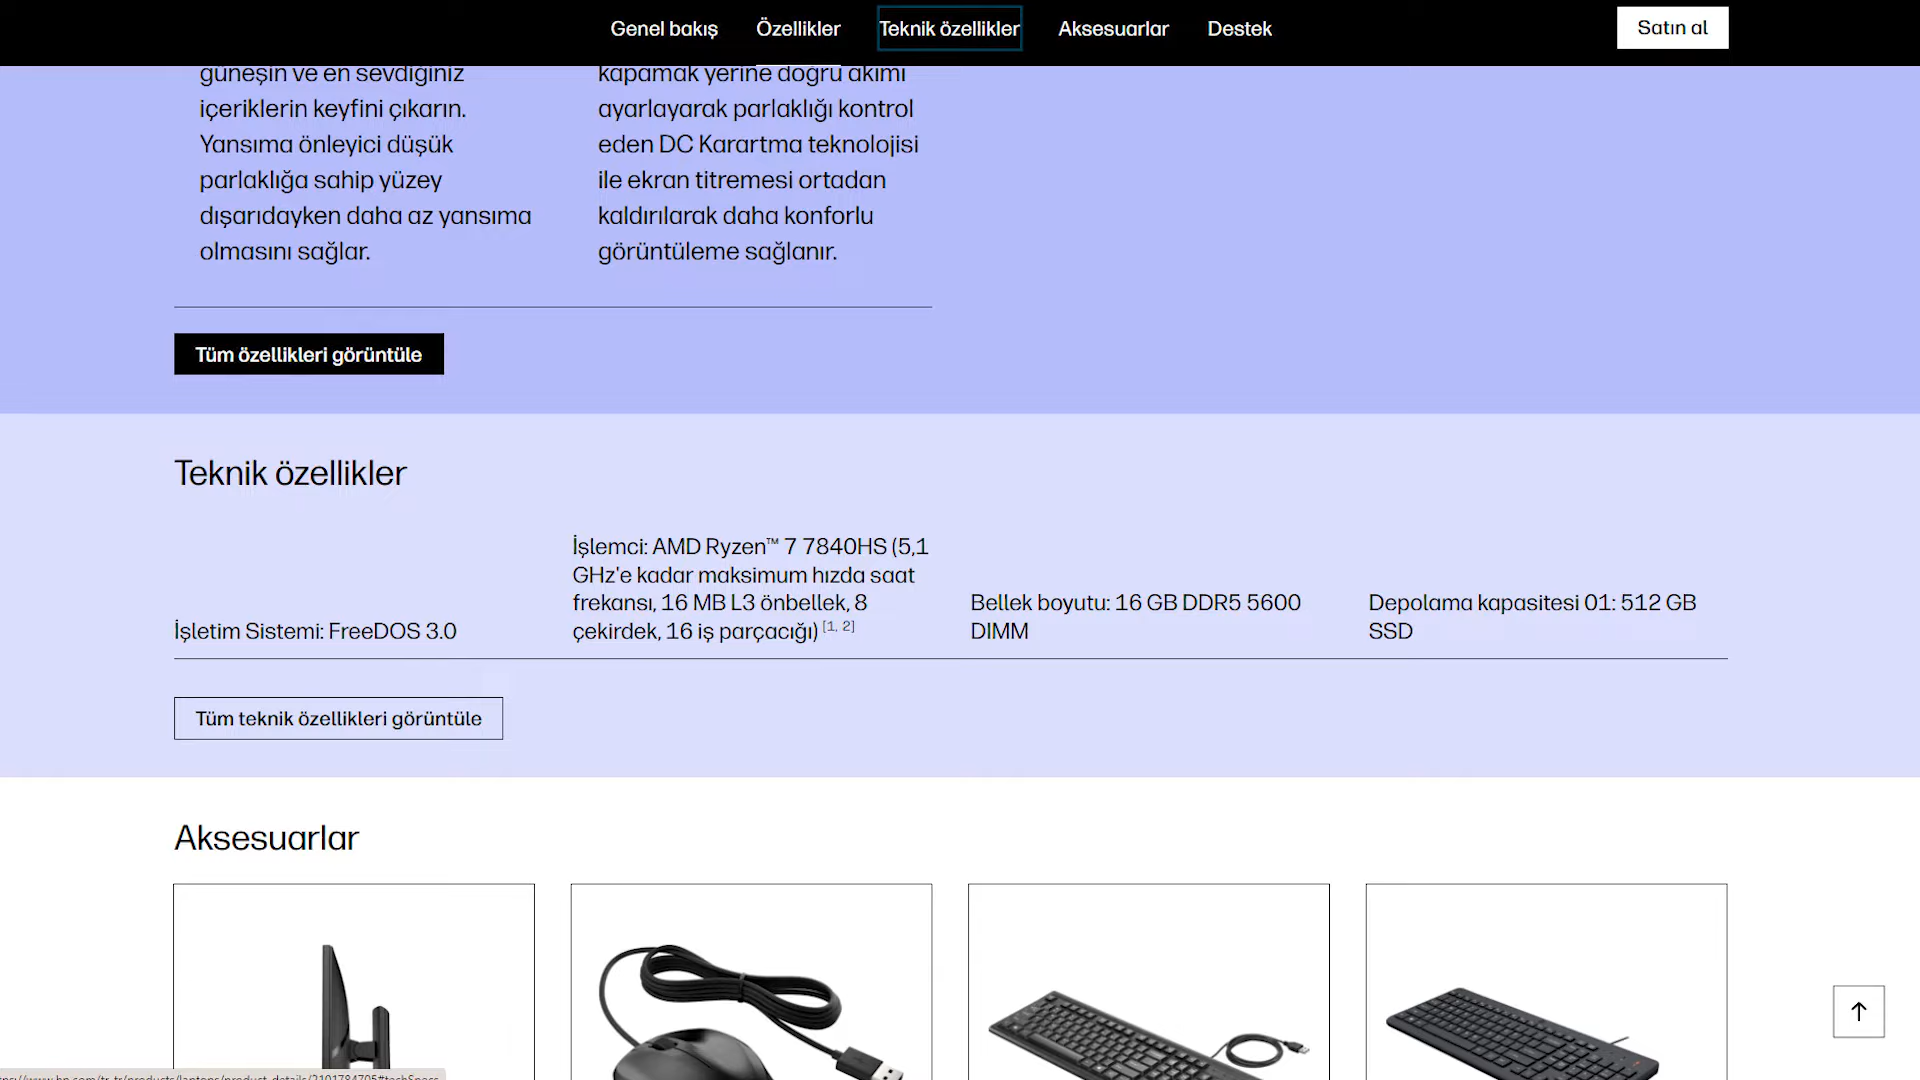 Genel bakış
Özellikler
Teknik özellikler
Aksesuarlar
Destek
Satın al
güneşin ve en sevdiğiniz
içeriklerin keyfini çıkarın.
Yansıma önleyici düşük
parlaklığa sahip yüzey
dışarıdayken daha az yansıma
olmasını sağlar.
kapamak yerine doğru akımı
ayarlayarak parlaklığı kontrol
eden DC Karartma teknolojisi
ile ekran titremesi ortadan
kaldırılarak daha konforlu
görüntüleme sağlanır.
Tüm özellikleri görüntüle
Teknik özellikler
İşletim Sistemi: FreeDOS 3.0
İşlemci: AMD Ryzen™ 7 7840HS (5,1
GHz'e kadar maksimum hızda saat
frekansı, 16 MB L3 önbellek, 8
çekirdek, 16 iş parçacığı) [1, 2]
Bellek boyutu: 16 GB DDR5 5600
DIMM
Depolama kapasitesi 01: 512 GB
SSD
Tüm teknik özellikleri görüntüle
Aksesuarlar